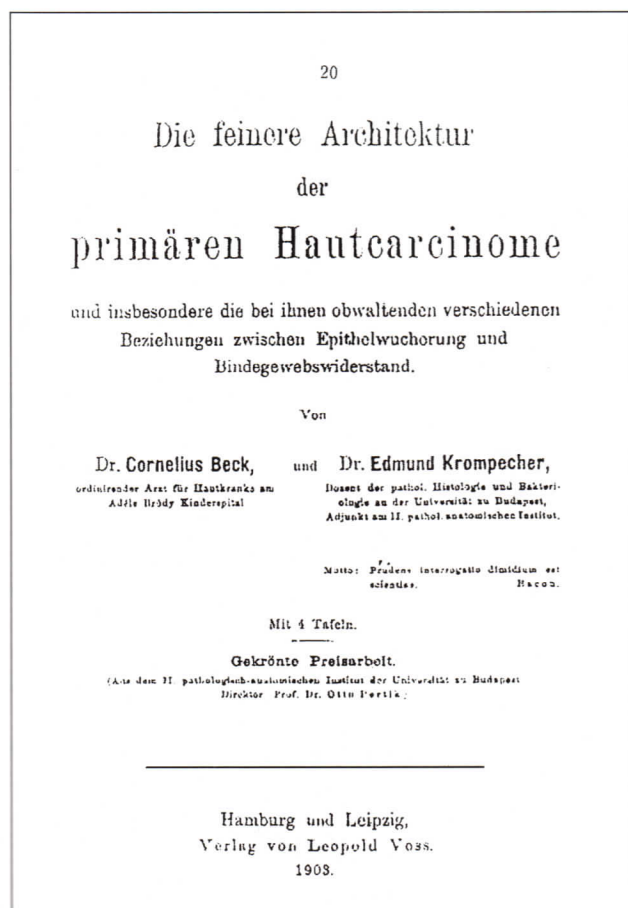 20
Die feinere Architektur
der
primären Hautcarcinome
und insbesondere die bei ihnen obwaltenden verschiedenen
Beziehungen zwischen Epithelwucherung und
Bindegewebswiderstand.
Von
Dr. Cornelius Beck, und Dr. Edmund Krompecher,
ordinirender Arzt für Hautkranke am
Adéle Bródy Kinderspital
Dozent der pathol. Histologie und Bakteri-
ologie an der Universität zu Budapest,
Adjunkt am II. pathol. anatomischen Institut.
Motto: Prudens interrogatio dimidium est
scientiae. Bacon.
Mit 4 Tafeln.
Gekrönte Preisarbeit.
(Aus dem II. pathologisch-anatomischen Institut der Universität zu Budapest
Direktor Prof. Dr. Otto Pertik)
Hamburg und Leipzig,
Verlag von Leopold Voss.
1903.